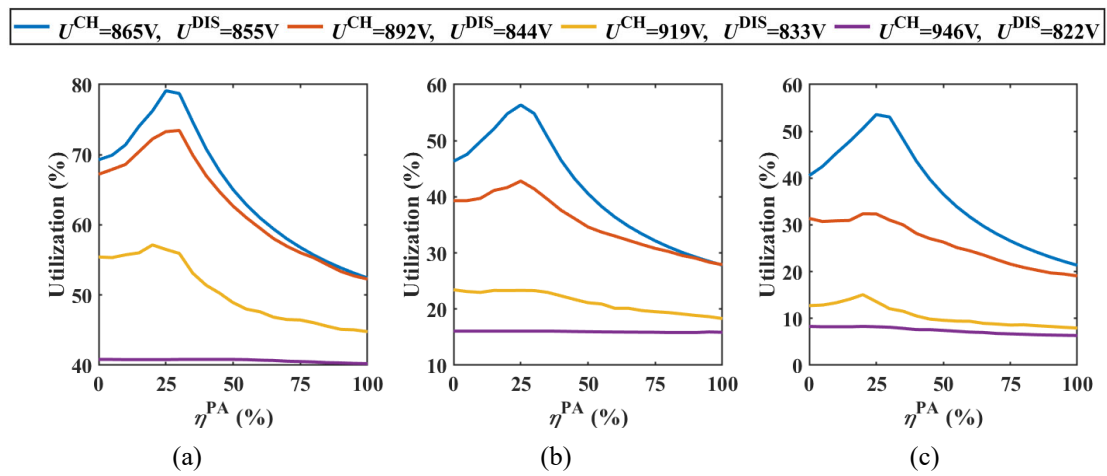 U^CH=865V, U^DIS=855V U^CH=892V, U^DIS=844V U^CH=919V, U^DIS=833V U^CH=946V, U^DIS=822V
Utilization (%)
80
70
60
50
40
0 25 50 75 100
η^PA (%)
(a)
Utilization (%)
60
50
40
30
20
10
0 25 50 75 100
η^PA (%)
(b)
Utilization (%)
60
50
40
30
20
10
0
0 25 50 75 100
η^PA (%)
(c)